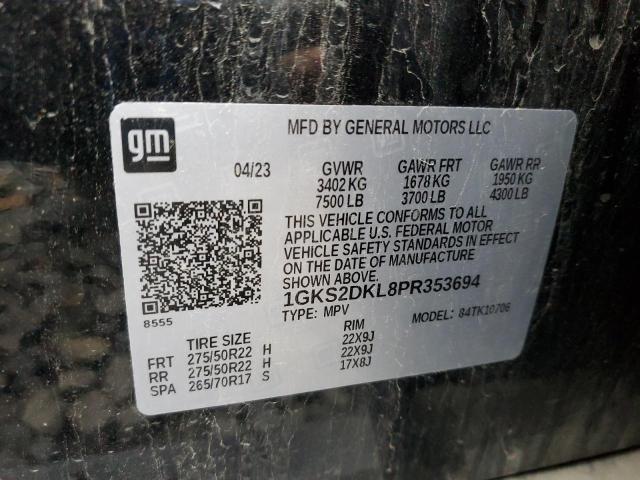 gm
MFD BY GENERAL MOTORS LLC
04/23 GVWR GAWR FRT GAWR RR
3402 KG 1678 KG 1950 KG
7500 LB 3700 LB 4300 LB
THIS VEHICLE CONFORMS TO ALL
APPLICABLE U.S. FEDERAL MOTOR
VEHICLE SAFETY STANDARDS IN EFFECT
ON THE DATE OF MANUFACTURE
SHOWN ABOVE.
1GKS2DKL8PR353694
8555
TYPE: MPV MODEL: 84TK10706
TIRE SIZE RIM
FRT 275/50R22 H 22X9J
RR 275/50R22 H 22X9J
SPA 265/70R17 S 17X8J